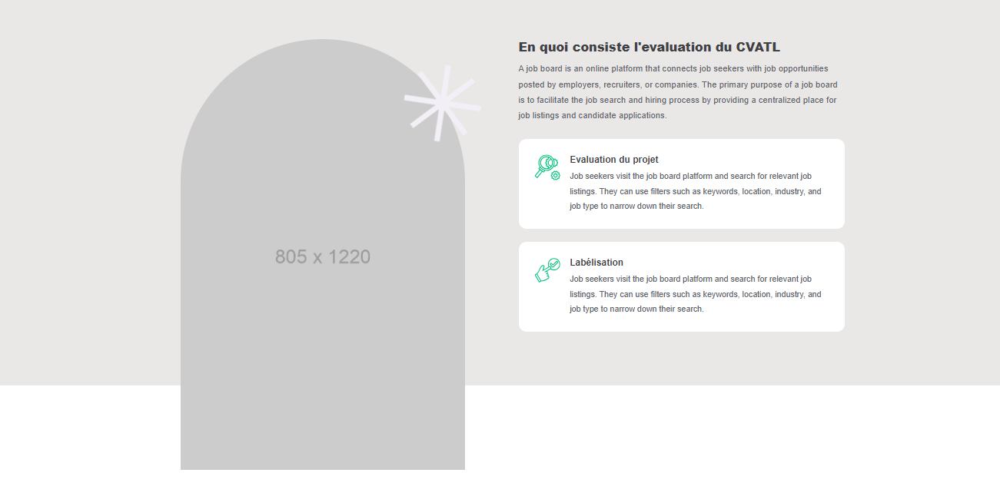 En quoi consiste l'evaluation du CVATL
A job board is an online platform that connects job seekers with job opportunities
posted by employers, recruiters, or companies. The primary purpose of a job board
is to facilitate the job search and hiring process by providing a centralized place for
job listings and candidate applications.
Evaluation du projet
Job seekers visit the job board platform and search for relevant job
listings. They can use filters such as keywords, location, industry, and
job type to narrow down their search.
805 x 1220
Labélisation
Job seekers visit the job board platform and search for relevant job
listings. They can use filters such as keywords, location, industry, and
job type to narrow down their search.